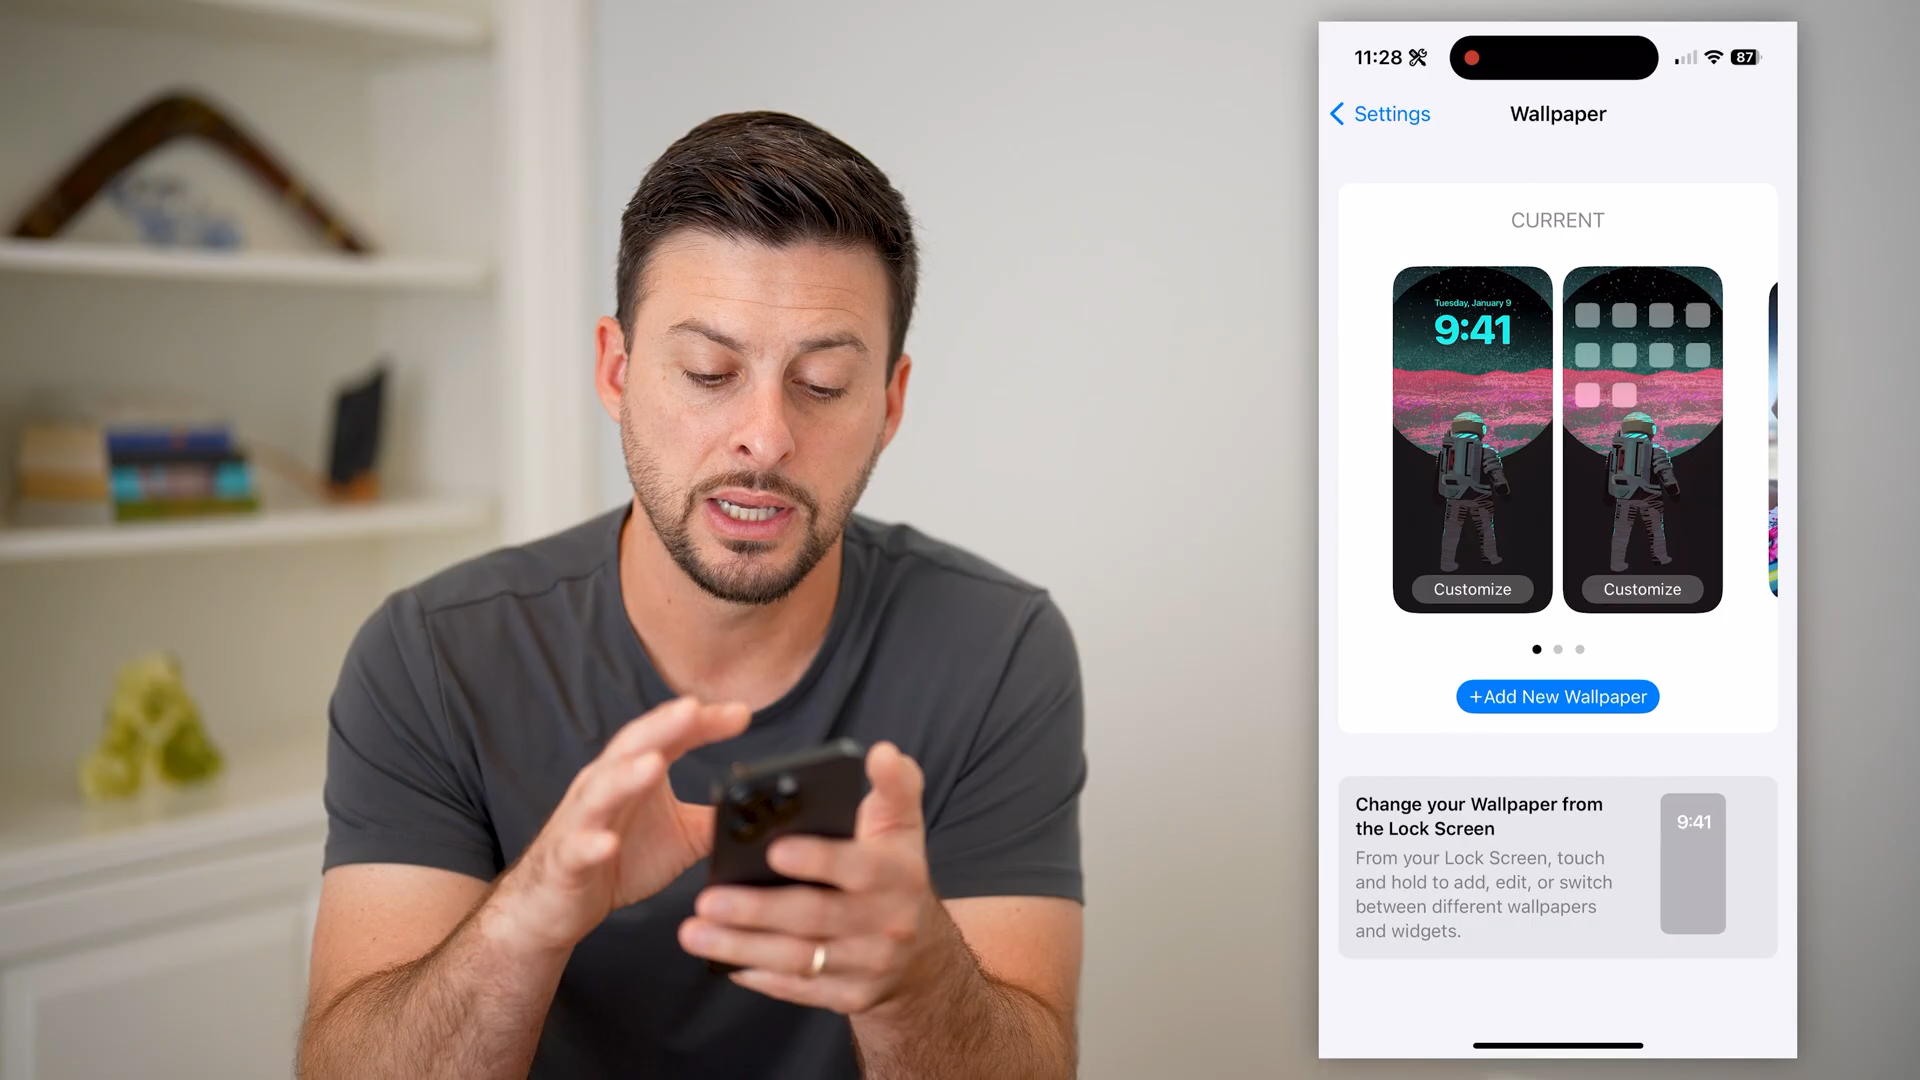 11:28
87
Settings
Wallpaper
CURRENT
Tuesday, January 9
9:41
Customize
Customize
+Add New Wallpaper
Change your Wallpaper from
the Lock Screen
From your Lock Screen, touch
and hold to add, edit, or switch
between different wallpapers
and widgets.
9:41